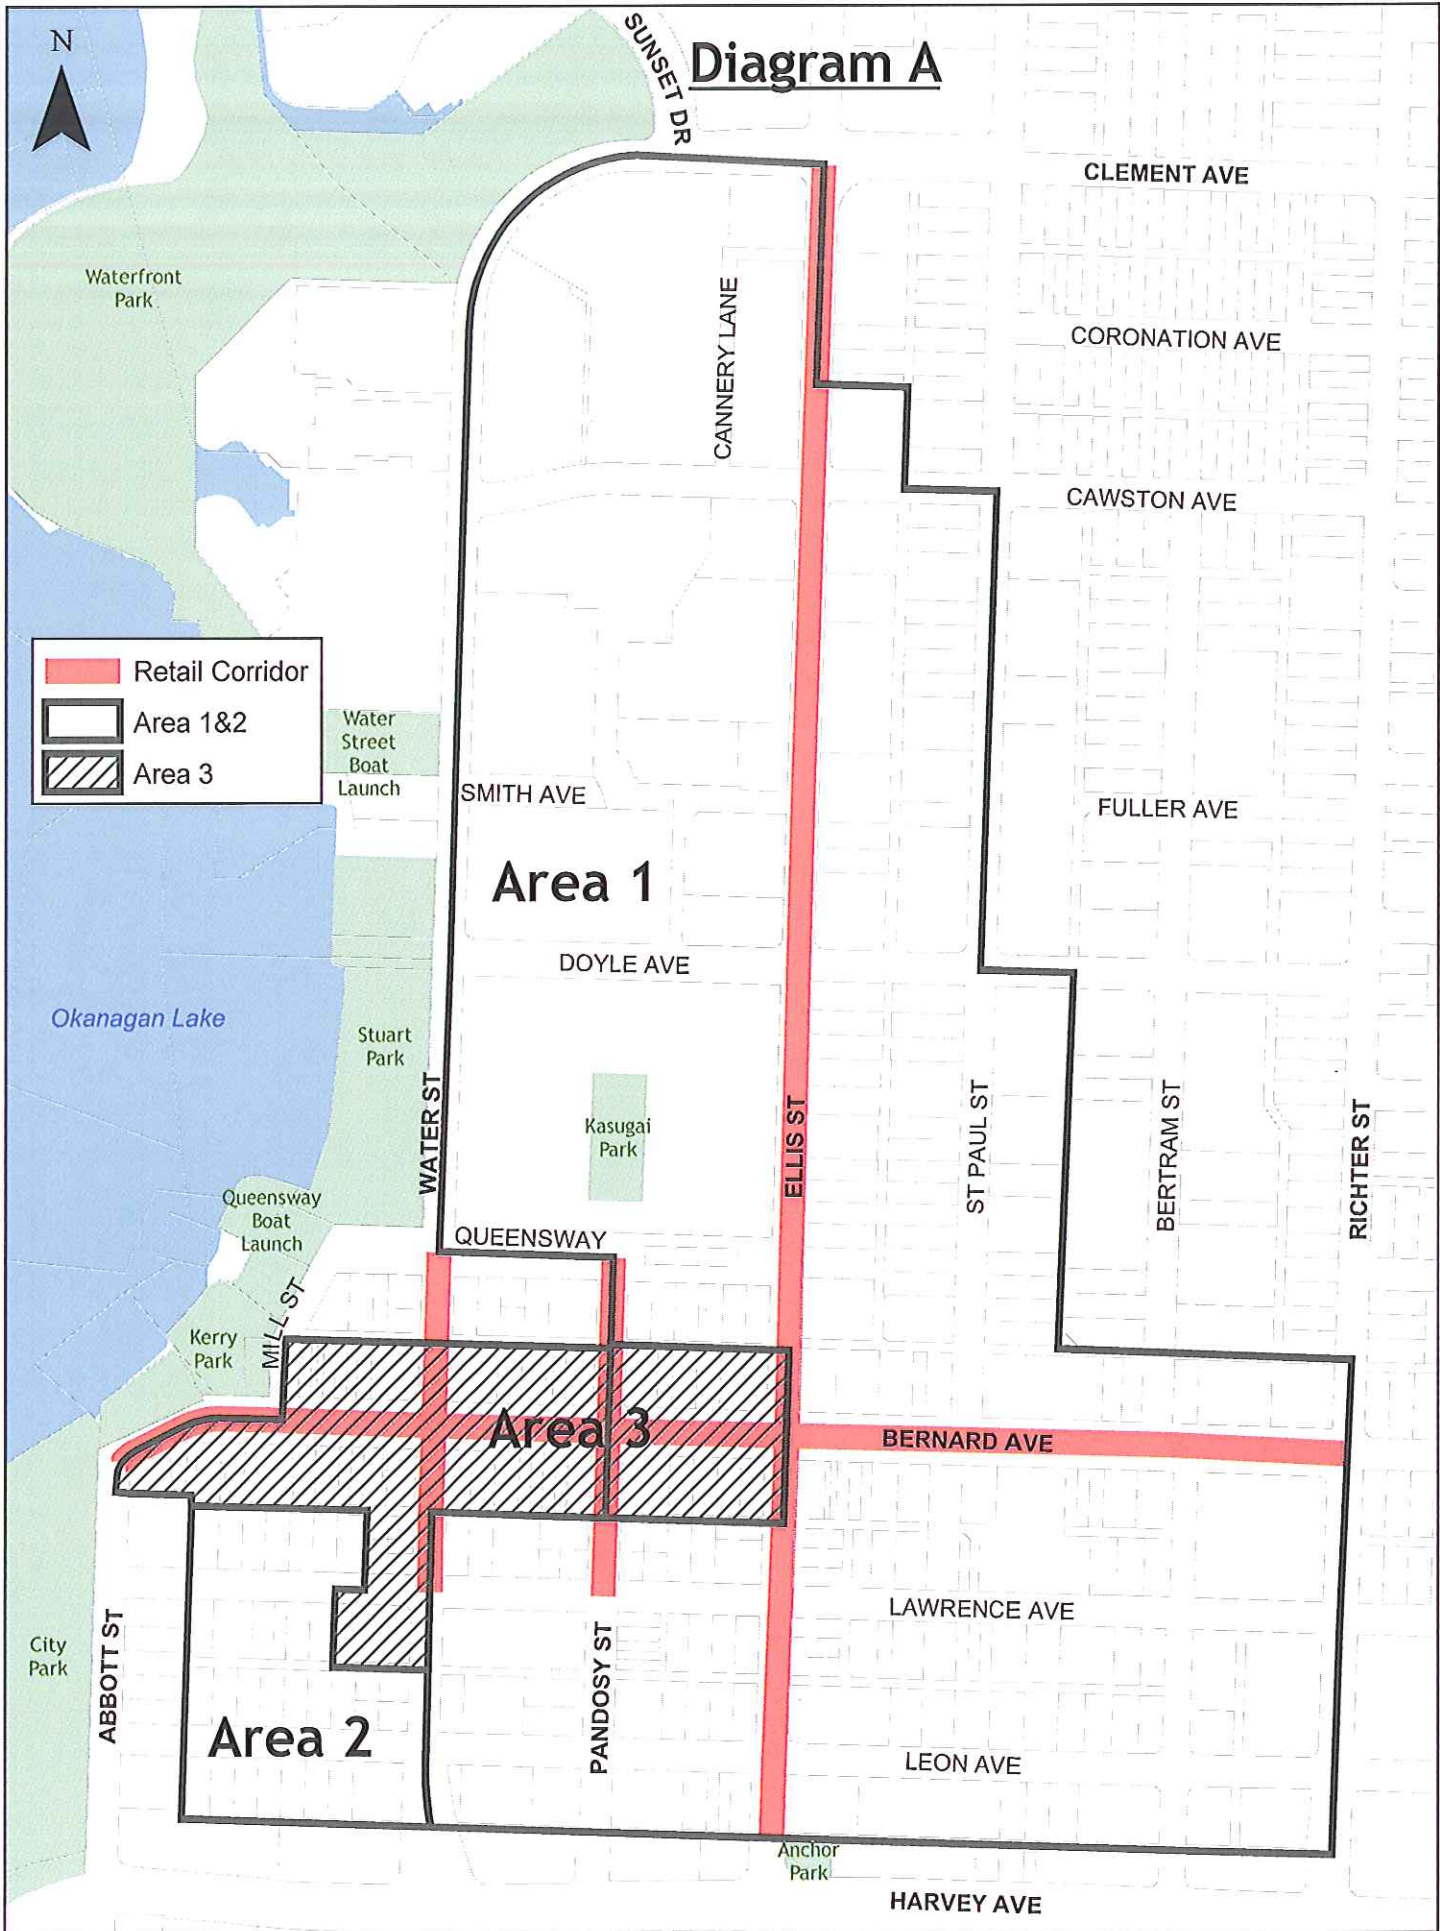 N
SUNSET DR
Diagram A
CLEMENT AVE
Waterfront
Park
CANNERY LANE
CORONATION AVE
CAWSTON AVE
Retail Corridor
Area 1&2
Area 3
Water
Street
Boat
Launch
SMITH AVE
FULLER AVE
Area 1
DOYLE AVE
Okanagan Lake
Stuart
Park
WATER ST
Kasugai
Park
ELLIS ST
ST PAUL ST
BERTRAM ST
RICHTER ST
Queensway
Boat
Launch
QUEENSWAY
MILL ST
Kerry
Park
Area 3
BERNARD AVE
LAWRENCE AVE
City
Park
ABBOTT ST
PANDOSY ST
Area 2
LEON AVE
Anchor
Park
HARVEY AVE